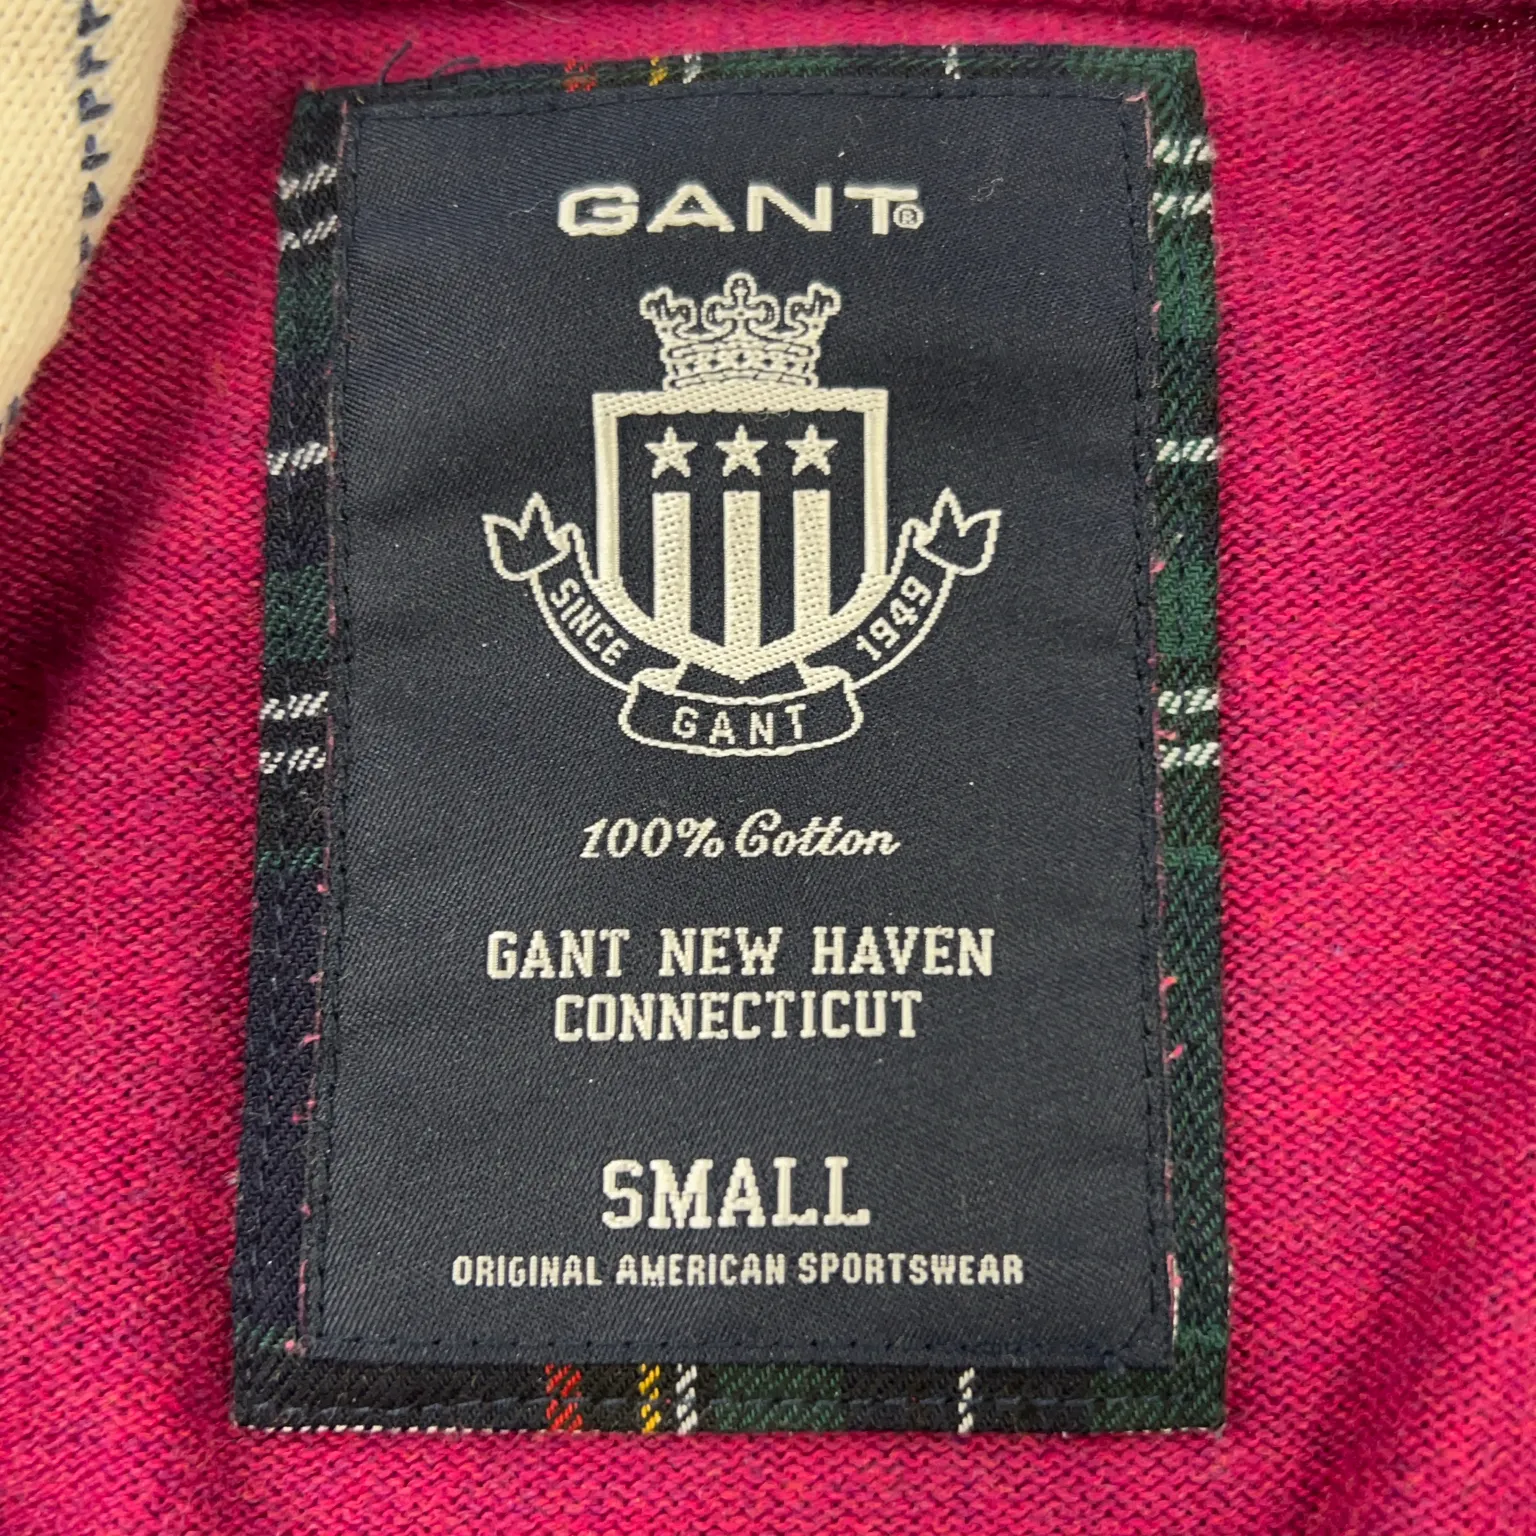 GANT®
SINCE 1949
GANT
100% Cotton
GANT NEW HAVEN
CONNECTICUT
SMALL
ORIGINAL AMERICAN SPORTSWEAR